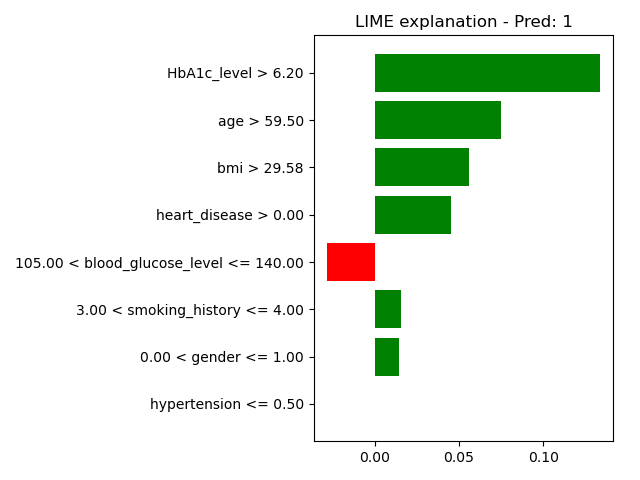 LIME explanation - Pred: 1
HbA1c_level > 6.20
age > 59.50
bmi > 29.58
heart_disease > 0.00
105.00 < blood_glucose_level <= 140.00
3.00 < smoking_history <= 4.00
0.00 < gender <= 1.00
hypertension <= 0.50
0.00 0.05 0.10